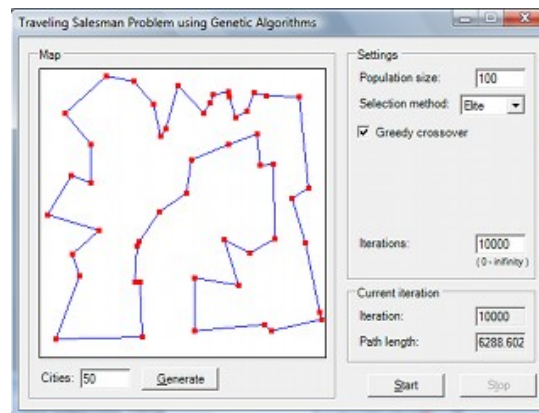 Traveling Salesman Problem using Genetic Algorithms
Map
Cities: 50 Generate
Settings
Population size: 100
Selection method: Elite
Greedy crossover
Iterations: 10000
( 0 - infinity )
Current iteration
Iteration: 10000
Path length: 6288.602
Start Stop